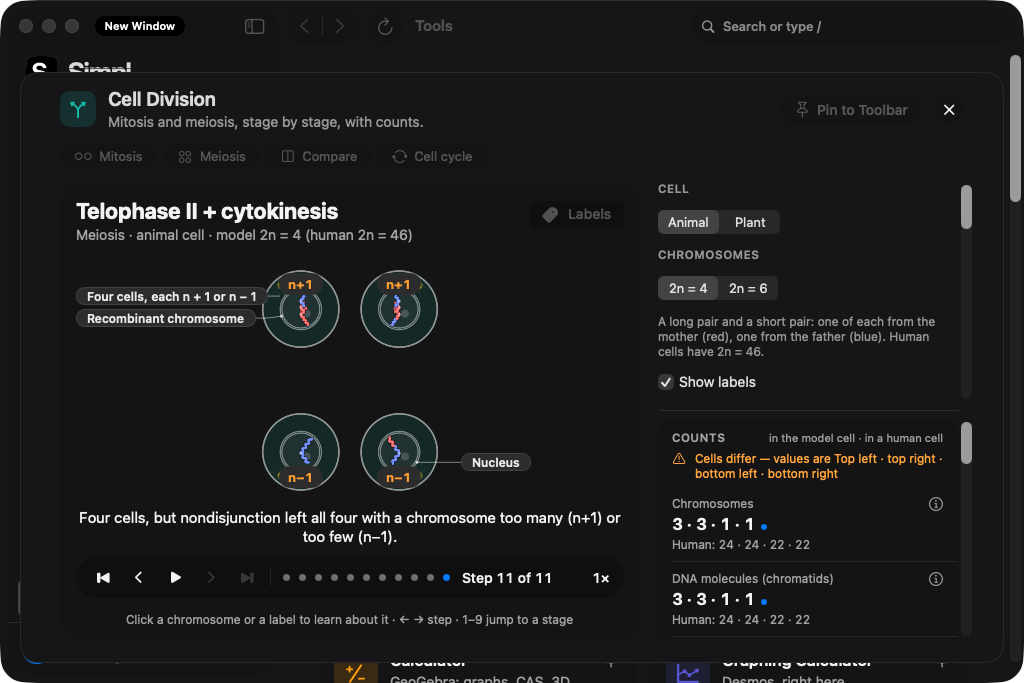 New Window
Tools
Search or type /
Simpl
Cell Division
Mitosis and meiosis, stage by stage, with counts.
Pin to Toolbar
Mitosis
Meiosis
Compare
Cell cycle
Telophase II + cytokinesis
Labels
Meiosis · animal cell · model 2n = 4 (human 2n = 46)
n+1
n+1
Four cells, each n + 1 or n − 1
Recombinant chromosome
n−1
n−1
Nucleus
Four cells, but nondisjunction left all four with a chromosome too many (n+1) or
too few (n−1).
Step 11 of 11
1×
Click a chromosome or a label to learn about it · ← → step · 1–9 jump to a stage
CELL
Animal
Plant
CHROMOSOMES
2n = 4
2n = 6
A long pair and a short pair: one of each from the
mother (red), one from the father (blue). Human
cells have 2n = 46.
Show labels
COUNTS
in the model cell · in a human cell
Cells differ — values are Top left · top right ·
bottom left · bottom right
Chromosomes
3 · 3 · 1 · 1
Human: 24 · 24 · 22 · 22
DNA molecules (chromatids)
3 · 3 · 1 · 1
Human: 24 · 24 · 22 · 22
Calculator
GeoGebra: graphs, CAS, 3D
Graphing Calculator
Desmos, right here